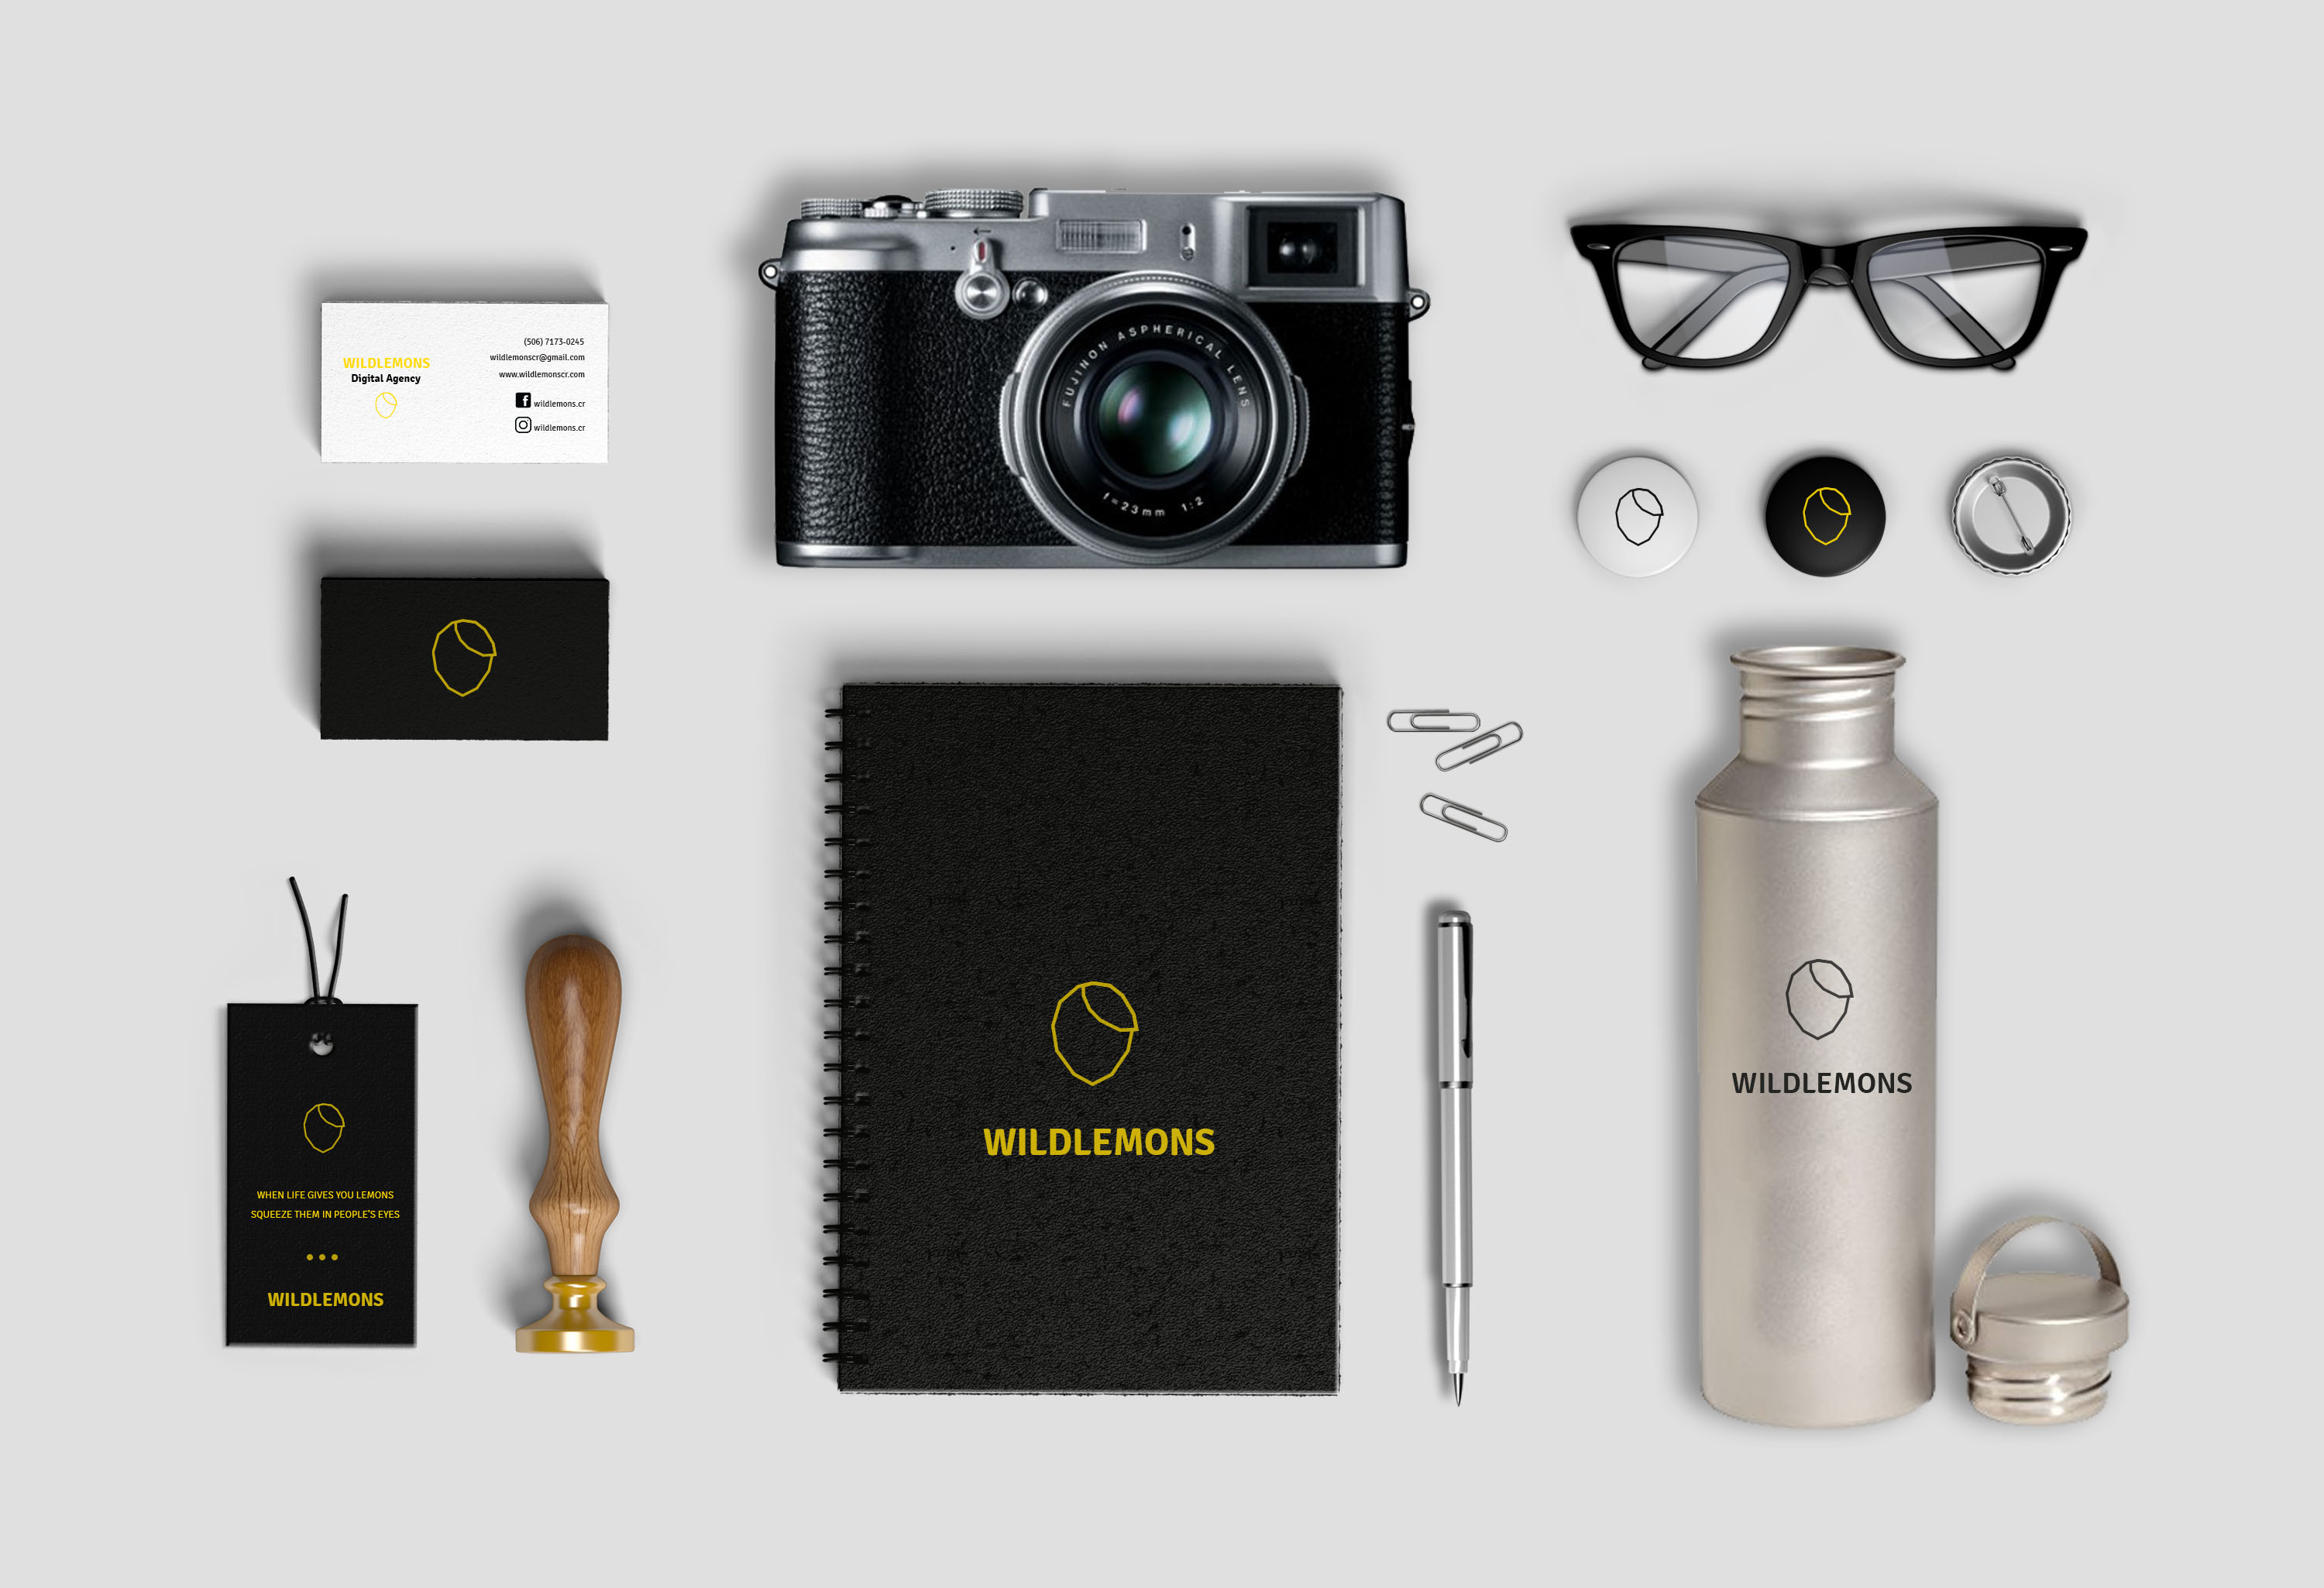 WILDLEMONS
Digital Agency
(506) 7173-0245
wildlemonscr@gmail.com
www.wildlemonscr.com
wildlemons.cr
wildlemons.cr
FUJINON ASPHERICAL LENS
f=23mm 1:2
WHEN LIFE GIVES YOU LEMONS
SQUEEZE THEM IN PEOPLE'S EYES
WILDLEMONS
WILDLEMONS
WILDLEMONS